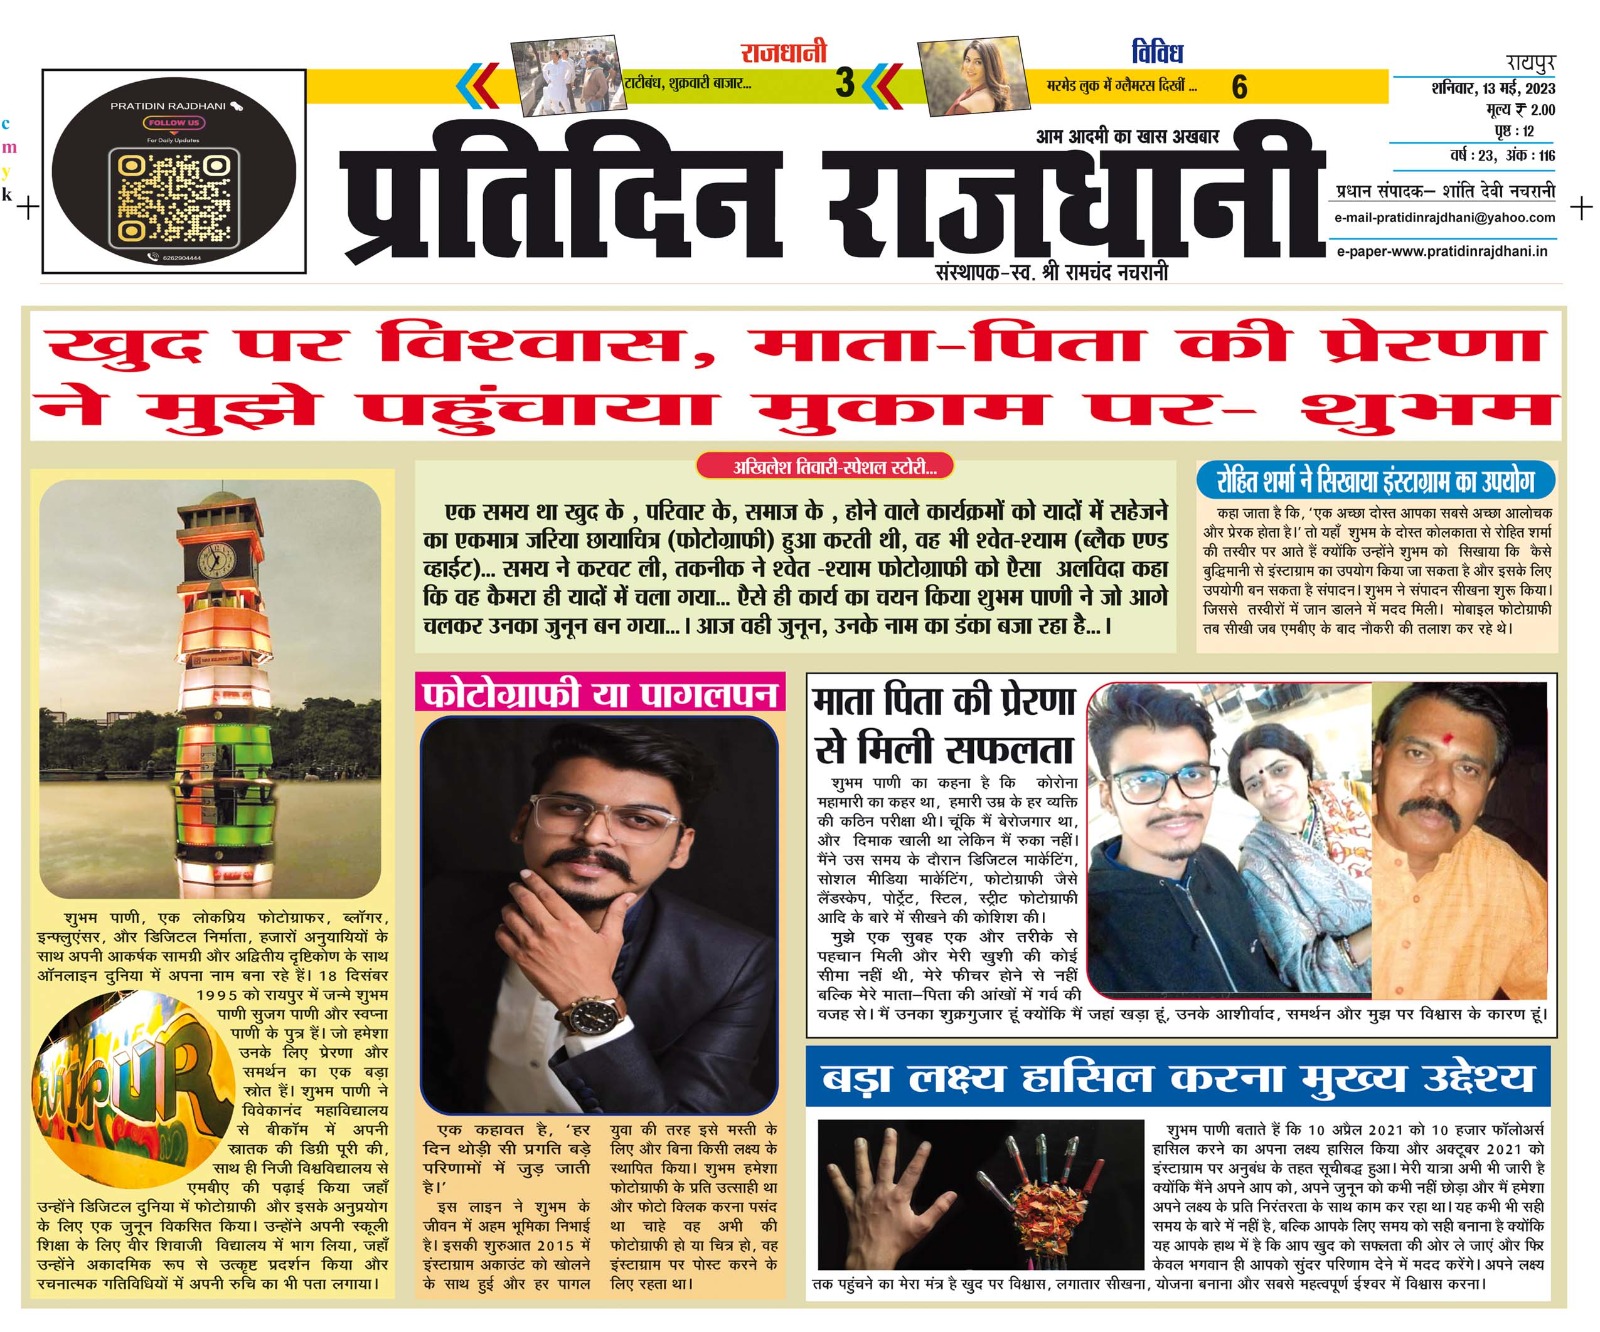 PRATIDIN RAJDHANI
FOLLOW US
For Daily Updates
6262904444
c
m
y
k
राजधानी
टाटीबंध, शुक्रवारी बाजार...
3
विविध
मरमेड लुक में ग्लैमरस दिखीं ...
6
आम आदमी का खास अखबार
प्रतिदिन राजधानी
संस्थापक-स्व. श्री रामचंद नचरानी
रायपुर
शनिवार, 13 मई, 2023
मूल्य ₹ 2.00
पृष्ठ : 12
वर्ष : 23, अंक : 116
प्रधान संपादक– शांति देवी नचरानी
e-mail-pratidinrajdhani@yahoo.com
e-paper-www.pratidinrajdhani.in
खुद पर विश्वास, माता-पिता की प्रेरणा
ने मुझे पहुंचाया मुकाम पर- शुभम
शुभम पाणी, एक लोकप्रिय फोटोग्राफर, ब्लॉगर,
इन्फ्लुएंसर, और डिजिटल निर्माता, हजारों अनुयायियों के
साथ अपनी आकर्षक सामग्री और अद्वितीय दृष्टिकोण के साथ
ऑनलाइन दुनिया में अपना नाम बना रहे हैं। 18 दिसंबर
1995 को रायपुर में जन्मे शुभम
पाणी सुजग पाणी और स्वप्ना
पाणी के पुत्र हैं। जो हमेशा
उनके लिए प्रेरणा और
समर्थन का एक बड़ा
स्रोत हैं। शुभम पाणी ने
विवेकानंद महाविद्यालय
से बीकॉम में अपनी
स्नातक की डिग्री पूरी की,
साथ ही निजी विश्वविद्यालय से
एमबीए की पढ़ाई किया जहाँ
उन्होंने डिजिटल दुनिया में फोटोग्राफी और इसके अनुप्रयोग
के लिए एक जुनून विकसित किया। उन्होंने अपनी स्कूली
शिक्षा के लिए वीर शिवाजी विद्यालय में भाग लिया, जहाँ
उन्होंने अकादमिक रूप से उत्कृष्ट प्रदर्शन किया और
रचनात्मक गतिविधियों में अपनी रुचि का भी पता लगाया।
RAIPUR
अखिलेश तिवारी-स्पेशल स्टोरी...
एक समय था खुद के , परिवार के, समाज के , होने वाले कार्यक्रमों को यादों में सहेजने
का एकमात्र जरिया छायाचित्र (फोटोग्राफी) हुआ करती थी, वह भी श्वेत-श्याम (ब्लैक एण्ड
व्हाईट)... समय ने करवट ली, तकनीक ने श्वेत -श्याम फोटोग्राफी को ऐसा अलविदा कहा
कि वह कैमरा ही यादों में चला गया... ऐसे ही कार्य का चयन किया शुभम पाणी ने जो आगे
चलकर उनका जुनून बन गया...। आज वही जुनून, उनके नाम का डंका बजा रहा है...।
रोहित शर्मा ने सिखाया इंस्टाग्राम का उपयोग
कहा जाता है कि, 'एक अच्छा दोस्त आपका सबसे अच्छा आलोचक
और प्रेरक होता है।' तो यहाँ शुभम के दोस्त कोलकाता से रोहित शर्मा
की तस्वीर पर आते हैं क्योंकि उन्होंने शुभम को सिखाया कि कैसे
बुद्धिमानी से इंस्टाग्राम का उपयोग किया जा सकता है और इसके लिए
उपयोगी बन सकता है संपादन। शुभम ने संपादन सीखना शुरू किया।
जिससे तस्वीरों में जान डालने में मदद मिली। मोबाइल फोटोग्राफी
तब सीखी जब एमबीए के बाद नौकरी की तलाश कर रहे थे।
फोटोग्राफी या पागलपन
एक कहावत है, 'हर
दिन थोड़ी सी प्रगति बड़े
परिणामों में जुड़ जाती
है।'
इस लाइन ने शुभम के
जीवन में अहम भूमिका निभाई
है। इसकी शुरुआत 2015 में
इंस्टाग्राम अकाउंट को खोलने
के साथ हुई और हर पागल
युवा की तरह इसे मस्ती के
लिए और बिना किसी लक्ष्य के
स्थापित किया। शुभम हमेशा
फोटोग्राफी के प्रति उत्साही था
और फोटो क्लिक करना पसंद
था चाहे वह अभी की
फोटोग्राफी हो या चित्र हो, वह
इंस्टाग्राम पर पोस्ट करने के
लिए रहता था।
माता पिता की प्रेरणा
से मिली सफलता
शुभम पाणी का कहना है कि कोरोना
महामारी का कहर था, हमारी उम्र के हर व्यक्ति
की कठिन परीक्षा थी। चूंकि मैं बेरोजगार था,
और दिमाक खाली था लेकिन मैं रुका नहीं।
मैंने उस समय के दौरान डिजिटल मार्केटिंग,
सोशल मीडिया मार्केटिंग, फोटोग्राफी जैसे
लैंडस्केप, पोर्ट्रेट, स्टिल, स्ट्रीट फोटोग्राफी
आदि के बारे में सीखने की कोशिश की।
मुझे एक सुबह एक और तरीके से
पहचान मिली और मेरी खुशी की कोई
सीमा नहीं थी, मेरे फीचर होने से नहीं
बल्कि मेरे माता–पिता की आंखों में गर्व की
वजह से। मैं उनका शुक्रगुजार हूं क्योंकि मैं जहां खड़ा हूं, उनके आशीर्वाद, समर्थन और मुझ पर विश्वास के कारण हूं।
बड़ा लक्ष्य हासिल करना मुख्य उद्देश्य
शुभम पाणी बताते हैं कि 10 अप्रैल 2021 को 10 हजार फॉलोअर्स
हासिल करने का अपना लक्ष्य हासिल किया और अक्टूबर 2021 को
इंस्टाग्राम पर अनुबंध के तहत सूचीबद्ध हुआ। मेरी यात्रा अभी भी जारी है
क्योंकि मैंने अपने आप को, अपने जुनून को कभी नहीं छोड़ा और मैं हमेशा
अपने लक्ष्य के प्रति निरंतरता के साथ काम कर रहा था। यह कभी भी सही
समय के बारे में नहीं है, बल्कि आपके लिए समय को सही बनाना है क्योंकि
यह आपके हाथ में है कि आप खुद को सफलता की ओर ले जाएं और फिर
केवल भगवान ही आपको सुंदर परिणाम देने में मदद करेंगे। अपने लक्ष्य
तक पहुंचने का मेरा मंत्र है खुद पर विश्वास, लगातार सीखना, योजना बनाना और सबसे महत्वपूर्ण ईश्वर में विश्वास करना।